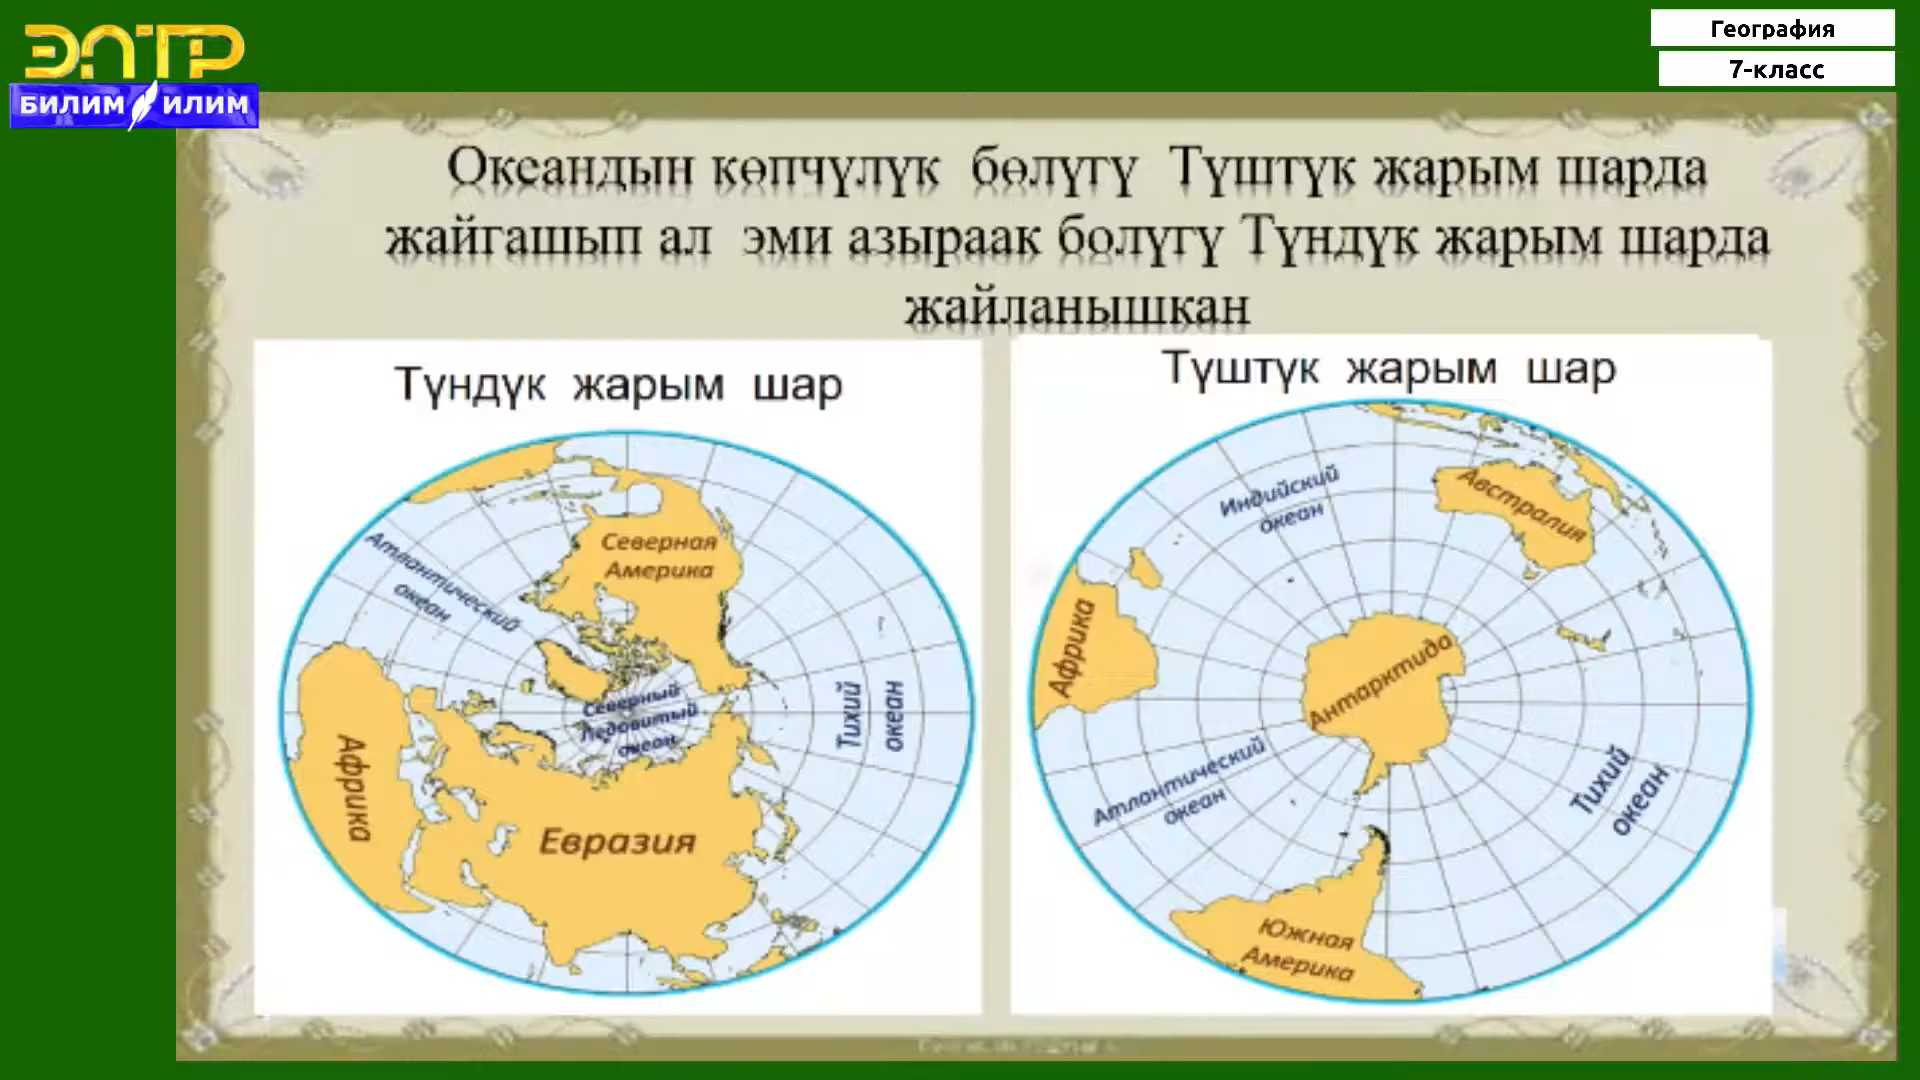 ЭЛТР
БИЛИМ ИЛИМ
География
7-класс
Океандын көпчүлүк бөлүгү Түштүк жарым шарда
жайгашып ал эми азыраак бөлүгү Түндүк жарым шарда
жайланышкан
Түндүк жарым шар
Северная
Америка
Атлантический
океан
Северный
Ледовитый
океан
Тихий
океан
Африка
Евразия
Түштүк жарым шар
Индийский
океан
Австралия
Африка
Антарктида
Атлантический
океан
Тихий
океан
Южная
Америка